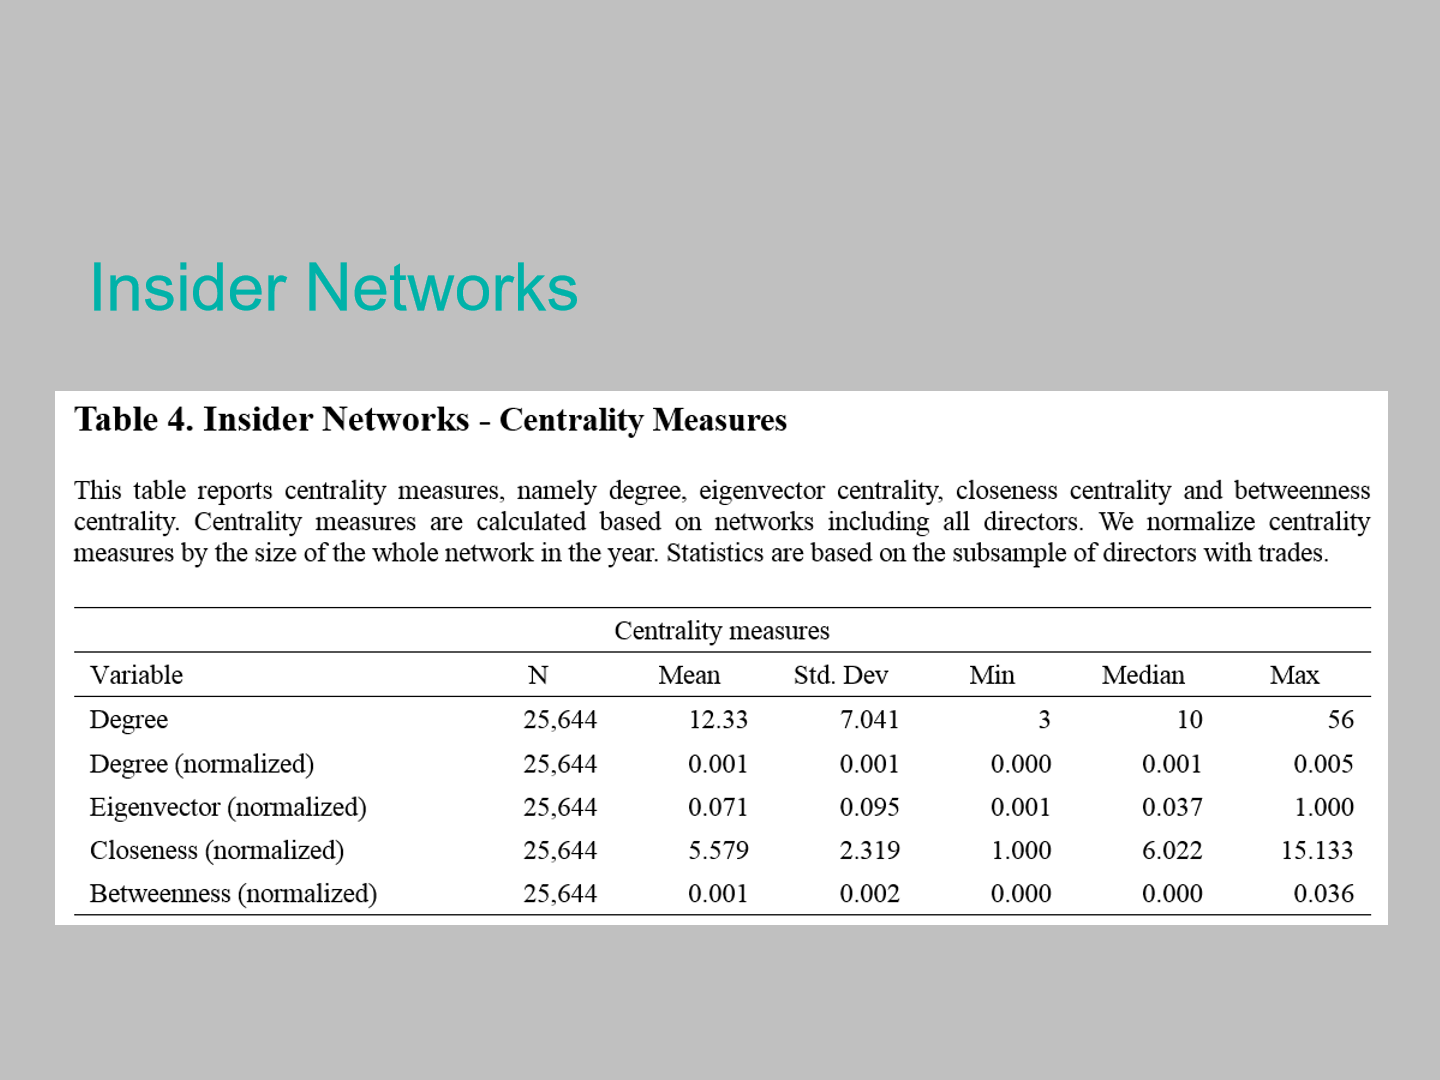 Insider Networks
Table 4. Insider Networks - Centrality Measures
This table reports centrality measures, namely degree, eigenvector centrality, closeness centrality and betweenness
centrality. Centrality measures are calculated based on networks including all directors. We normalize centrality
measures by the size of the whole network in the year. Statistics are based on the subsample of directors with trades.
Centrality measures
Variable N Mean Std. Dev Min Median Max
Degree 25,644 12.33 7.041 3 10 56
Degree (normalized) 25,644 0.001 0.001 0.000 0.001 0.005
Eigenvector (normalized) 25,644 0.071 0.095 0.001 0.037 1.000
Closeness (normalized) 25,644 5.579 2.319 1.000 6.022 15.133
Betweenness (normalized) 25,644 0.001 0.002 0.000 0.000 0.036